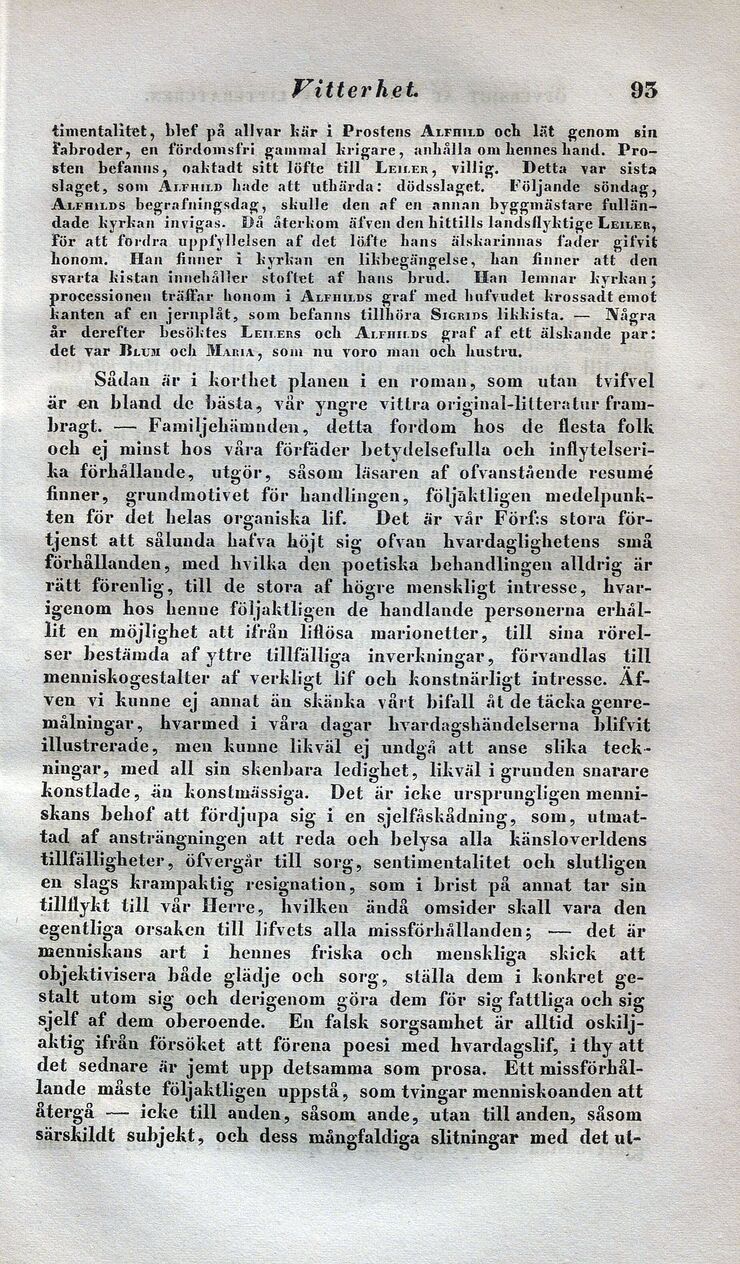 Vitterhet. 93
timentalitet, blef på allvar kär i Prostens Alfhild och lät genom sin
fabroder, en fördomsfri gammal krigare, anhålla om hennes hand. Pro-
sten befanns, oaktadt sitt löfte till Leiler, villig. Detta var sista
slaget, som Alfhild hade att uthärda: dödsslaget. Följande söndag,
Alfhilds begrafningsdag, skulle den af en annan byggmästare fullän-
dade kyrkan invigas. Då återkom äfven den hittills landsflyktige Leiler,
för att fordra uppfyllelsen af det löfte hans älskarinnas fader gifvit
honom. Han finner i kyrkan en likbegängelse, han finner att den
svarta kistan innehåller stoftet af hans brud. Han lemnar kyrkan;
processionen träffar honom i Alfhilds graf med hufvudet krossadt emot
kanten af en jernplåt, som befanns tillhöra Sigrids likkista. — Några
år derefter besöktes Leilers och Alfhilds graf af ett älskande par:
det var Blum och Maria, som nu voro man och hustru.
Sådan är i korthet planen i en roman, som utan tvifvel
är en bland de bästa, vår yngre vittra original-litteratur fram-
bragt. — Familjehämnden, detta fordom hos de flesta folk
och ej minst hos våra förfäder betydelsefulla och inflytelseri-
ka förhållande, utgör, såsom läsaren af ofvanstående resumé
finner, grundmotivet för handlingen, följaktligen medelpunk-
ten för det helas organiska lif. Det är vår Förf:s stora för-
tjenst att sålunda hafva höjt sig ofvan hvardaglighetens små
förhållanden, med hvilka den poetiska behandlingen alldrig är
rätt förenlig, till de stora af högre menskligt intresse, hvar-
igenom hos henne följaktligen de handlande personerna erhål-
lit en möjlighet att ifrån liflösa marionetter, till sina rörel-
ser bestämda af yttre tillfälliga inverkningar, förvandlas till
menniskogestalter af verkligt lif och konstnärligt intresse. Äf-
ven vi kunne ej annat än skänka vårt bifall åt de täcka genre-
målningar, hvarmed i våra dagar hvardagshändelserna blifvit
illustrerade, men kunne likväl ej undgå att anse slika teck-
ningar, med all sin skenbara ledighet, likväl i grunden snarare
konstlade, än konstmässiga. Det är icke ursprungligen menni-
skans behof att fördjupa sig i en sjelfåskådning, som, utmat-
tad af ansträngningen att reda och belysa alla känsloverldens
tillfälligheter, öfvergår till sorg, sentimentalitet och slutligen
en slags krampaktig resignation, som i brist på annat tar sin
tillflykt till vår Herre, hvilken ändå omsider skall vara den
egentliga orsaken till lifvets alla missförhållanden; — det är
menniskans art i hennes friska och menskliga skick att
objektivisera både glädje och sorg, ställa dem i konkret ge-
stalt utom sig och derigenom göra dem för sig fattliga och sig
sjelf af dem oberoende. En falsk sorgsamhet är alltid oskilj-
aktig ifrån försöket att förena poesi med hvardagslif, i thy att
det sednare är jemt upp detsamma som prosa. Ett missförhål-
lande måste följaktligen uppstå, som tvingar menniskoanden att
återgå — icke till anden, såsom ande, utan till anden, såsom
särskildt subjekt, och dess mångfaldiga slitningar med det ut-